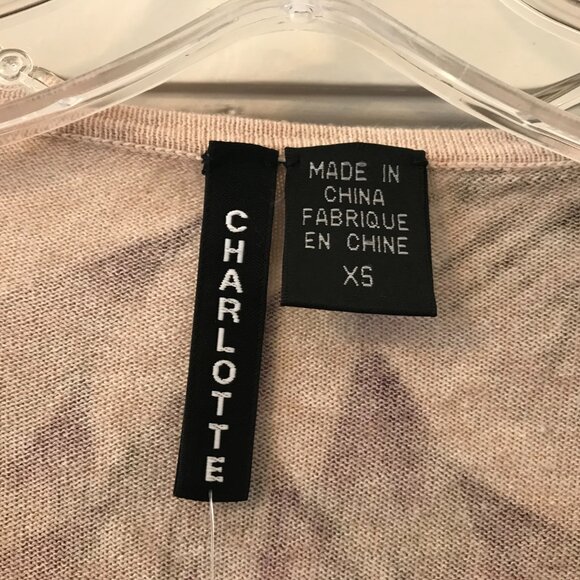 CHARLOTTE
MADE IN
CHINA
FABRIQUE
EN CHINE
XS